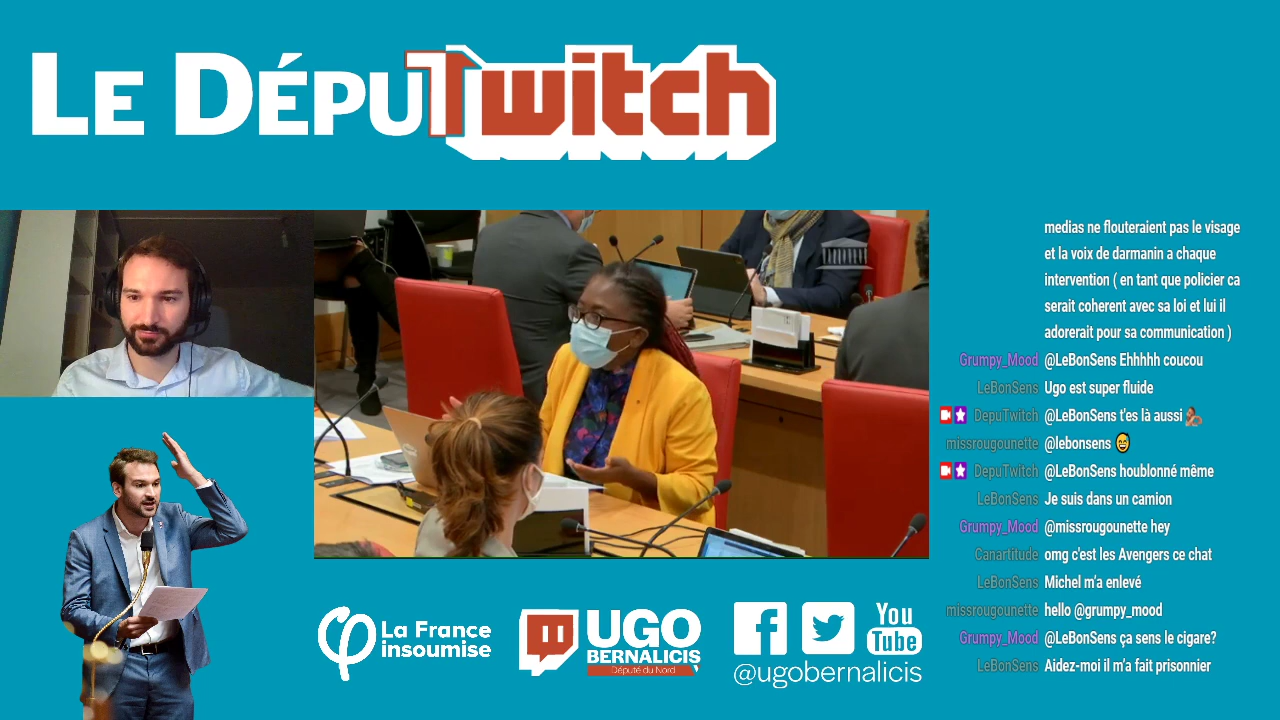 LE DÉPUTwitch
medias ne flouteraient pas le visage
et la voix de darmanin a chaque
intervention ( en tant que policier ca
serait coherent avec sa loi et lui il
adorerait pour sa communication )
Grumpy_Mood @LeBonSens Ehhhhh coucou
LeBonSens Ugo est super fluide
DepuTwitch @LeBonSens t'es là aussi
missrougounette @lebonsens
DepuTwitch @LeBonSens houblonné même
LeBonSens Je suis dans un camion
Grumpy_Mood @missrougounette hey
Canartitude omg c'est les Avengers ce chat
LeBonSens Michel m'a enlevé
missrougounette hello @grumpy_mood
Grumpy_Mood @LeBonSens ça sens le cigare?
LeBonSens Aidez-moi il m'a fait prisonnier
La France
insoumise
UGO
BERNALICIS
Député du Nord
You
Tube
@ugobernalicis